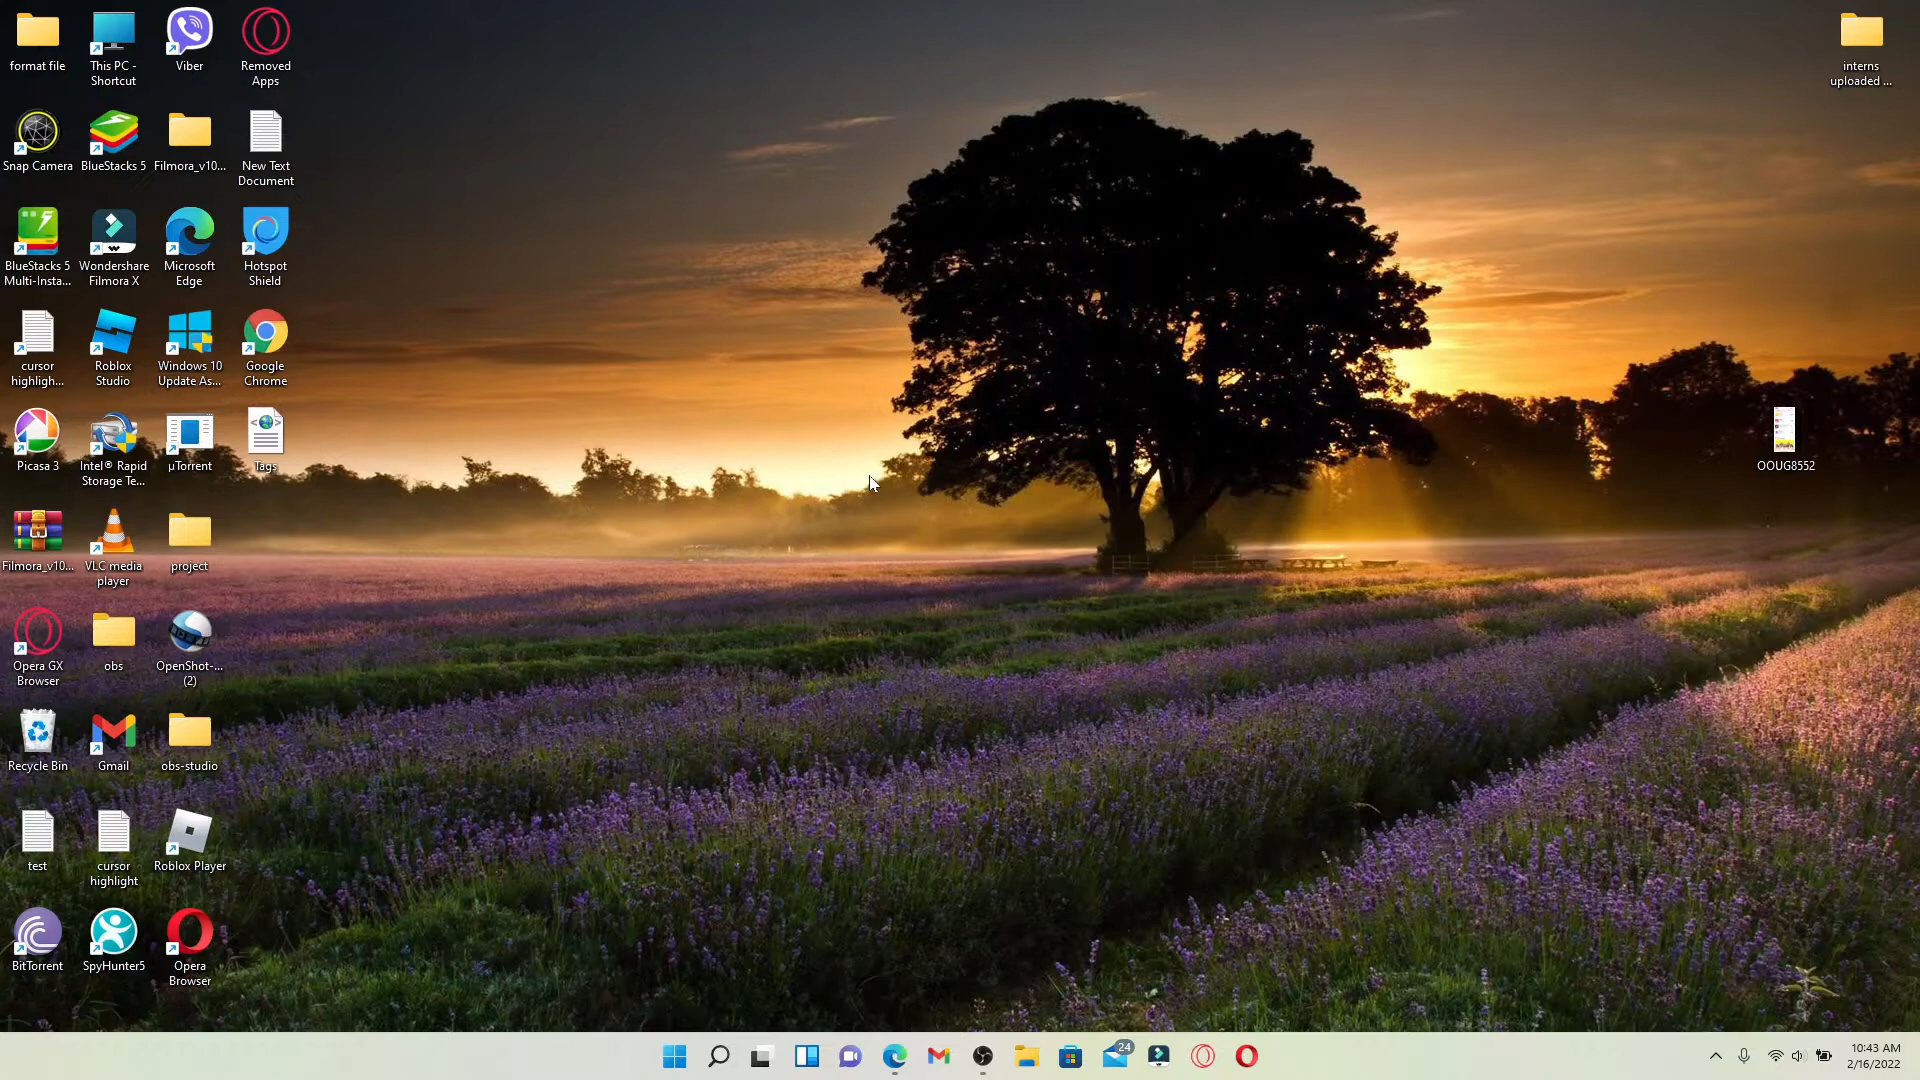 format file
This PC -
Shortcut
Viber
Removed
Apps
interns
uploaded ...
Snap Camera
BlueStacks 5
Filmora_v10...
New Text
Document
BlueStacks 5
Multi-Insta...
Wondershare
Filmora X
Microsoft
Edge
Hotspot
Shield
cursor
highligh...
Roblox
Studio
Windows 10
Update As...
Google
Chrome
Picasa 3
Intel® Rapid
Storage Te...
µTorrent
Tags
OOUG8552
Filmora_v10...
VLC media
player
project
Opera GX
Browser
obs
OpenShot-...
(2)
Recycle Bin
Gmail
obs-studio
test
cursor
highlight
Roblox Player
BitTorrent
SpyHunter5
Opera
Browser
24
10:43 AM
2/16/2022